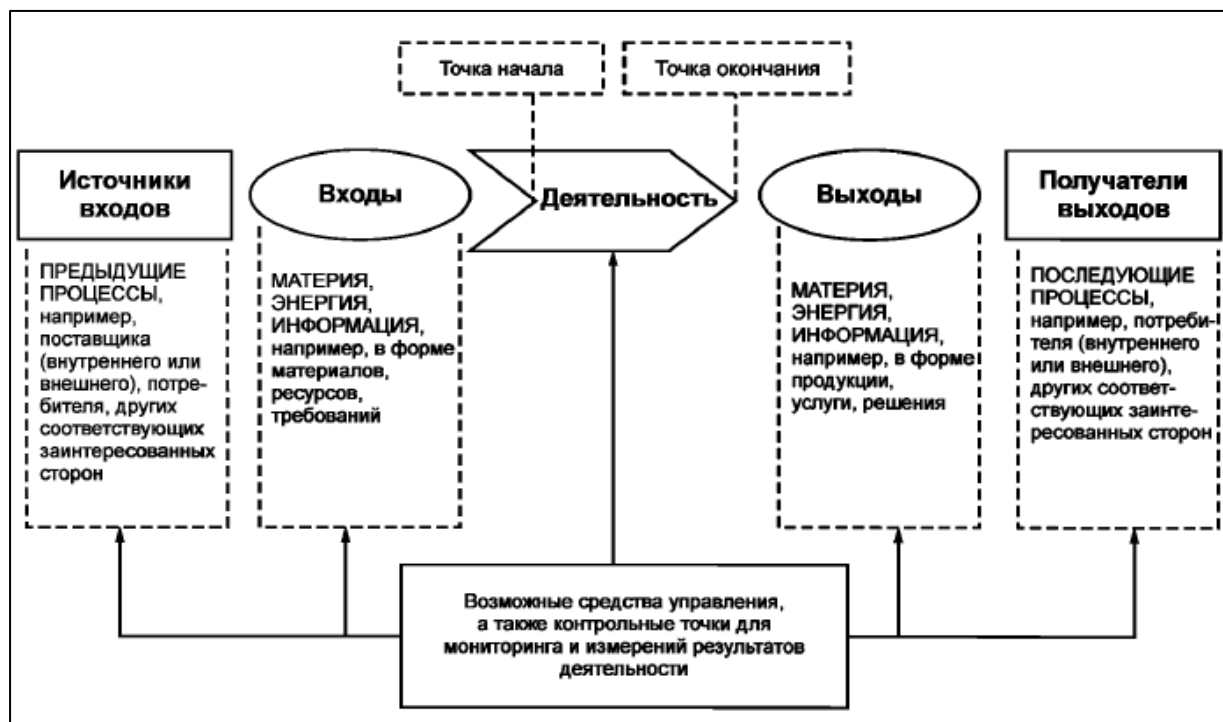 Точка начала
Точка окончания
Источники
входов
Входы
Деятельность
Выходы
Получатели
выходов
ПРЕДЫДУЩИЕ
ПРОЦЕССЫ,
например,
поставщика
(внутреннего или
внешнего), потре-
бителя, других
соответствующих
заинтересованных
сторон
МАТЕРИЯ,
ЭНЕРГИЯ,
ИНФОРМАЦИЯ,
например, в форме
материалов,
ресурсов,
требований
МАТЕРИЯ,
ЭНЕРГИЯ,
ИНФОРМАЦИЯ,
например, в форме
продукции,
услуги, решения
ПОСЛЕДУЮЩИЕ
ПРОЦЕССЫ,
например, потреби-
теля (внутреннего
или внешнего),
других соответ-
ствующих заинте-
ресованных сторон
Возможные средства управления,
а также контрольные точки для
мониторинга и измерений результатов
деятельности